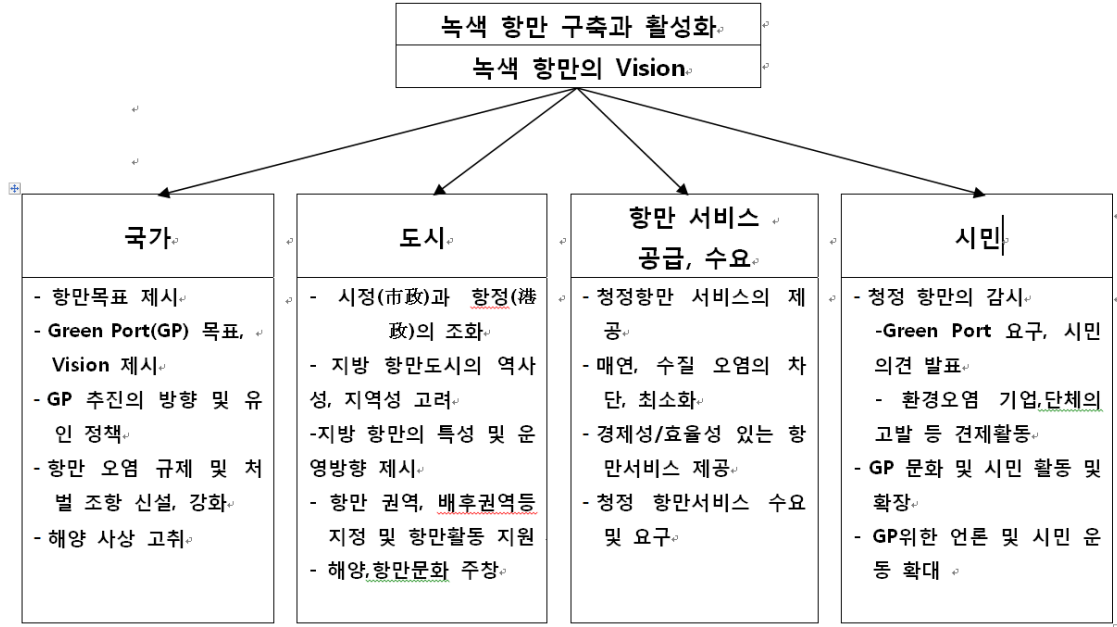 녹색 항만 구축과 활성화
녹색 항만의 Vision
국가
- 항만목표 제시
- Green Port(GP) 목표,
Vision 제시
- GP 추진의 방향 및 유
인 정책
- 항만 오염 규제 및 처
벌 조항 신설, 강화
- 해양 사상 고취
도시
- 시정(市政)과 항정(港
政)의 조화
- 지방 항만도시의 역사
성, 지역성 고려
-지방 항만의 특성 및 운
영방향 제시
- 항만 권역, 배후권역등
지정 및 항만활동 지원
- 해양,항만문화 주창
항만 서비스
공급, 수요
- 청정항만 서비스의 제
공
- 매연, 수질 오염의 차
단, 최소화
- 경제성/효율성 있는 항
만서비스 제공
- 청정 항만서비스 수요
및 요구
시민
- 청정 항만의 감시
-Green Port 요구, 시민
의견 발표
- 환경오염 기업,단체의
고발 등 견제활동
- GP 문화 및 시민 활동 및
확장
- GP위한 언론 및 시민 운
동 확대